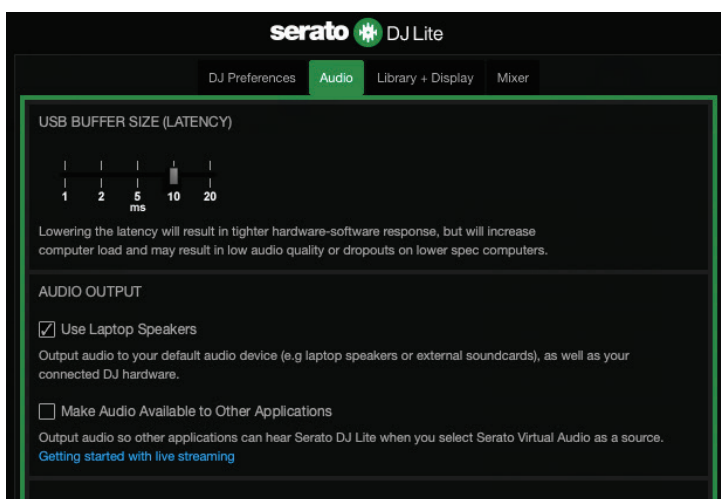 serato DJ Lite
DJ Preferences Audio Library + Display Mixer
USB BUFFER SIZE (LATENCY)
1 2 5 10 20
ms
Lowering the latency will result in tighter hardware-software response, but will increase
computer load and may result in low audio quality or dropouts on lower spec computers.
AUDIO OUTPUT
Use Laptop Speakers
Output audio to your default audio device (e.g laptop speakers or external soundcards), as well as your
connected DJ hardware.
Make Audio Available to Other Applications
Output audio so other applications can hear Serato DJ Lite when you select Serato Virtual Audio as a source.
Getting started with live streaming